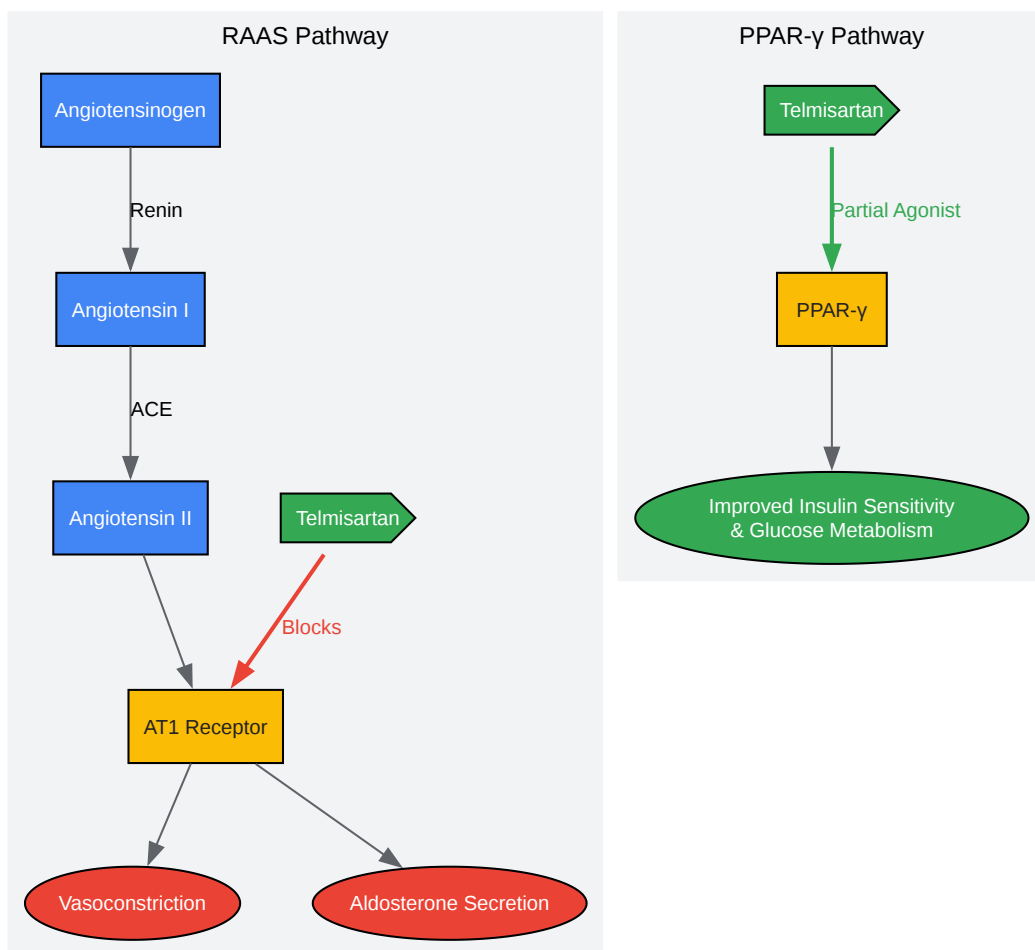 RAAS Pathway
Angiotensinogen
Renin
Angiotensin I
ACE
Angiotensin II
Telmisartan
Blocks
AT1 Receptor
Vasoconstriction
Aldosterone Secretion
PPAR-γ Pathway
Telmisartan
Partial Agonist
PPAR-γ
Improved Insulin Sensitivity
& Glucose Metabolism